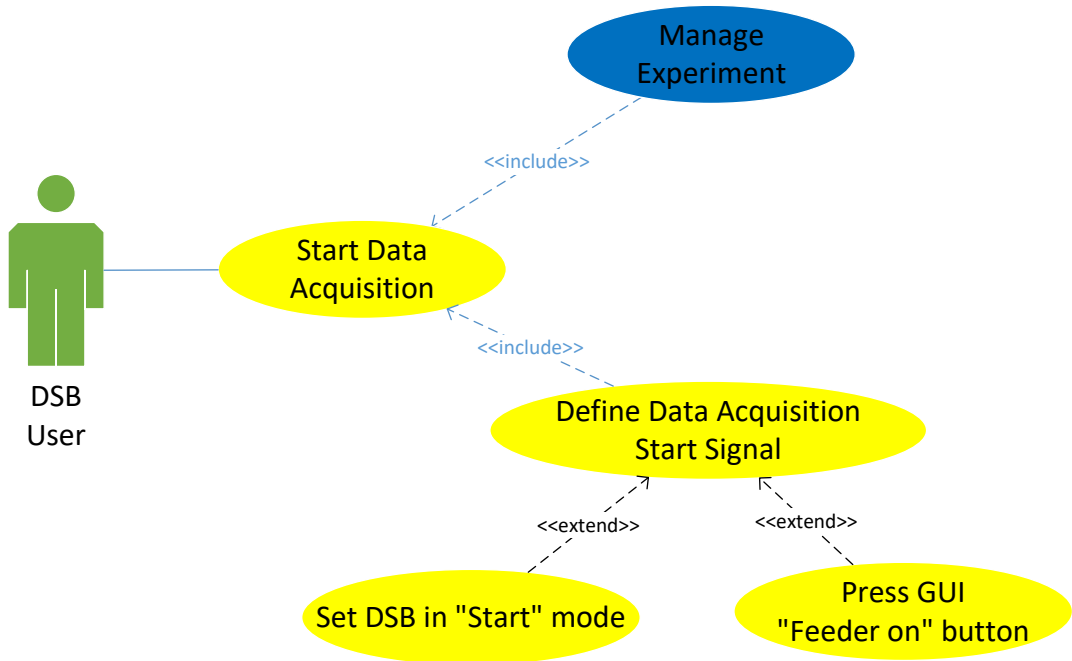 Manage
Experiment
<<include>>
Start Data
Acquisition
<<include>>
DSB
User
Define Data Acquisition
Start Signal
<<extend>>
<<extend>>
Set DSB in "Start" mode
Press GUI
"Feeder on" button